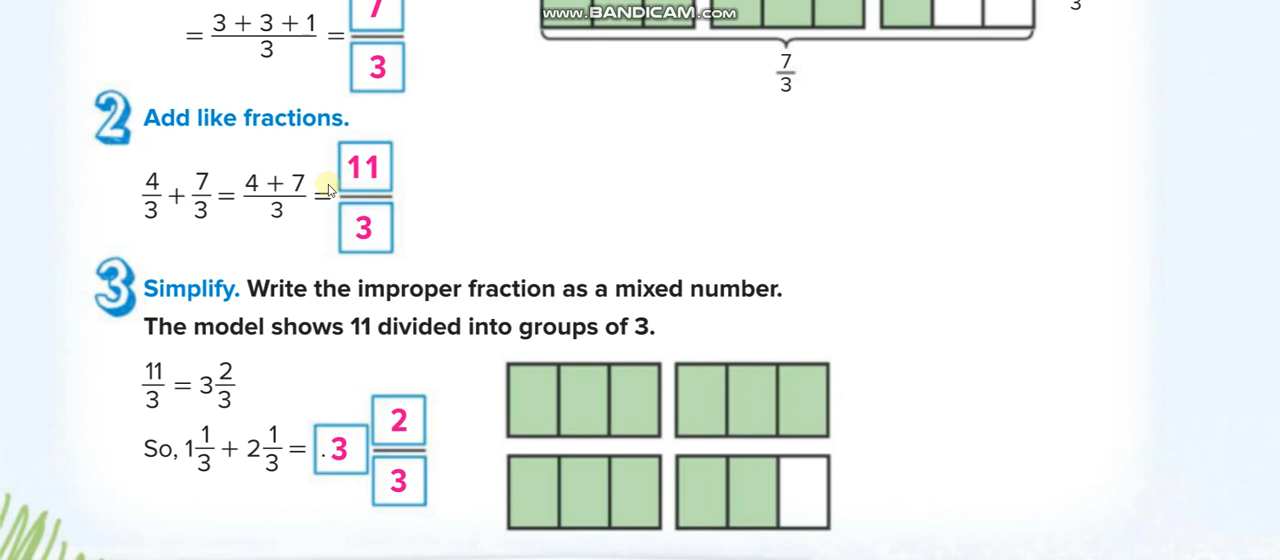 www.BANDICAM.com
= 3 + 3 + 1 / 3 = 7 / 3
3
7/3
2 Add like fractions.
4/3 + 7/3 = 4 + 7 / 3 = 11 / 3
3 Simplify. Write the improper fraction as a mixed number.
The model shows 11 divided into groups of 3.
11/3 = 3 2/3
So, 1 1/3 + 2 1/3 = .3 2/3